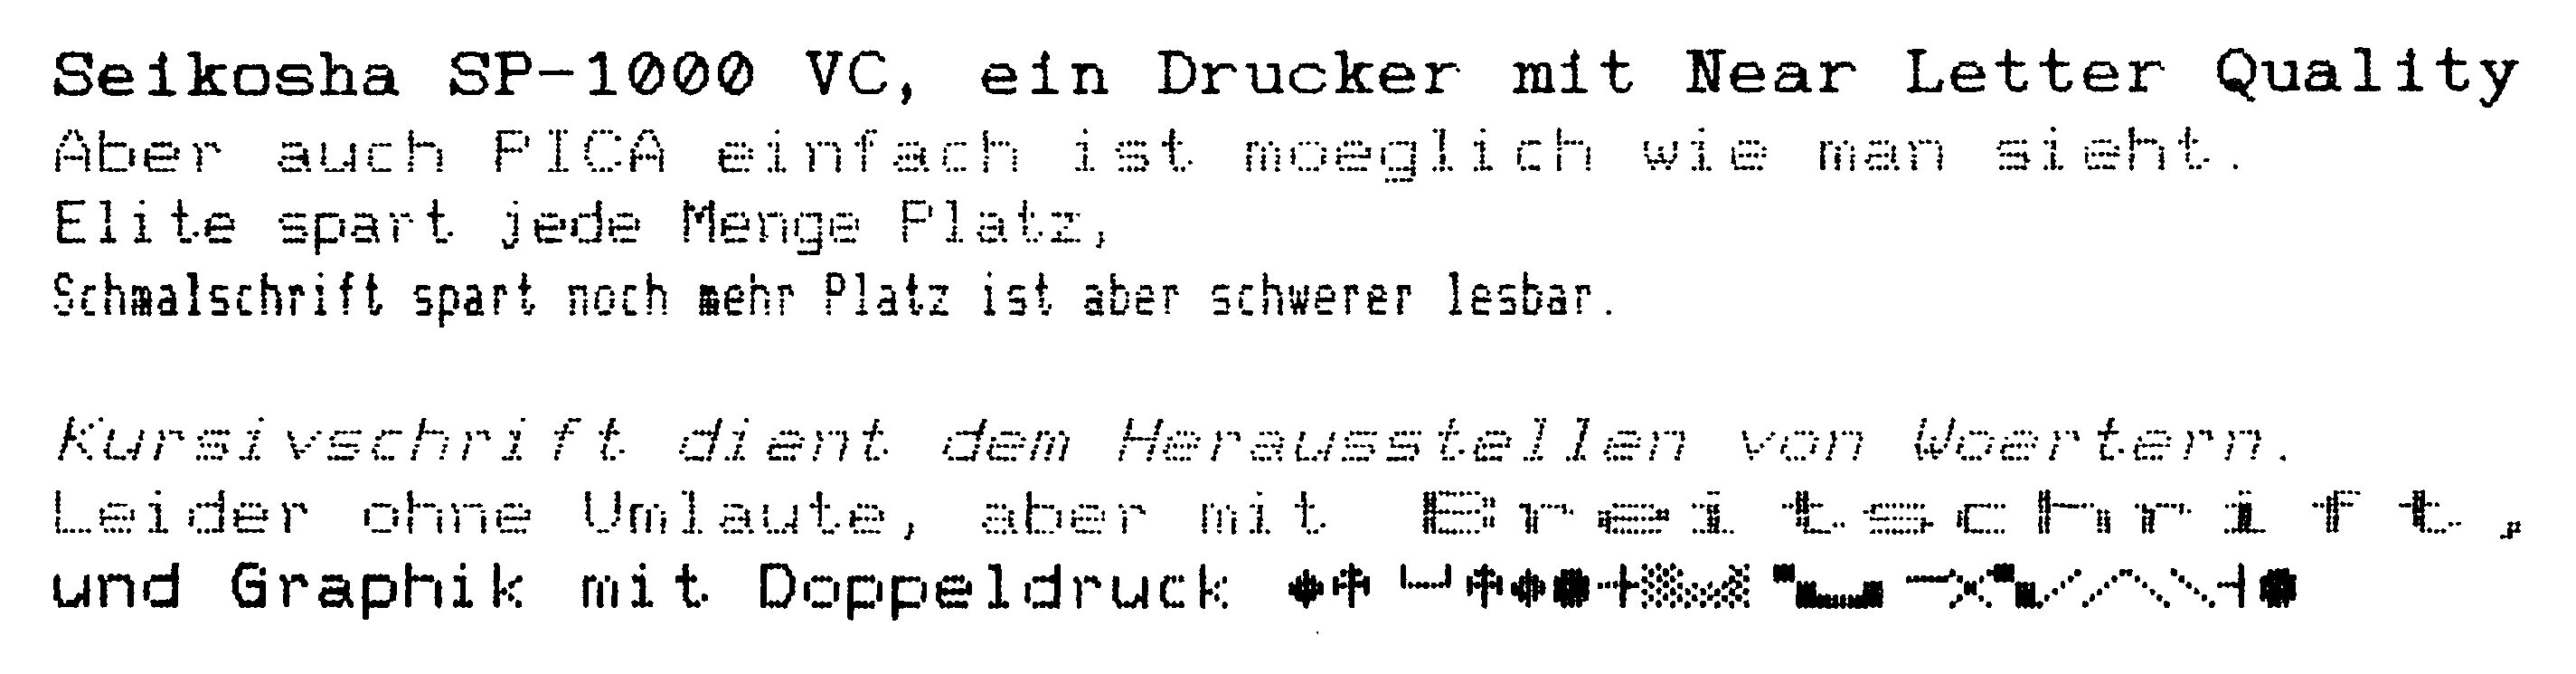 Seikosha SP-1000 VC, ein Drucker mit Near Letter Quality
Aber auch PICA einfach ist moeglich wie man sieht.
Elite spart jede Menge Platz,
Schmalschrift spart noch mehr Platz ist aber schwerer lesbar.
Kursivschrift dient dem Herausstellen von Woertern.
Leider ohne Umlaute, aber mit Breitschrift,
und Graphik mit Doppeldruck